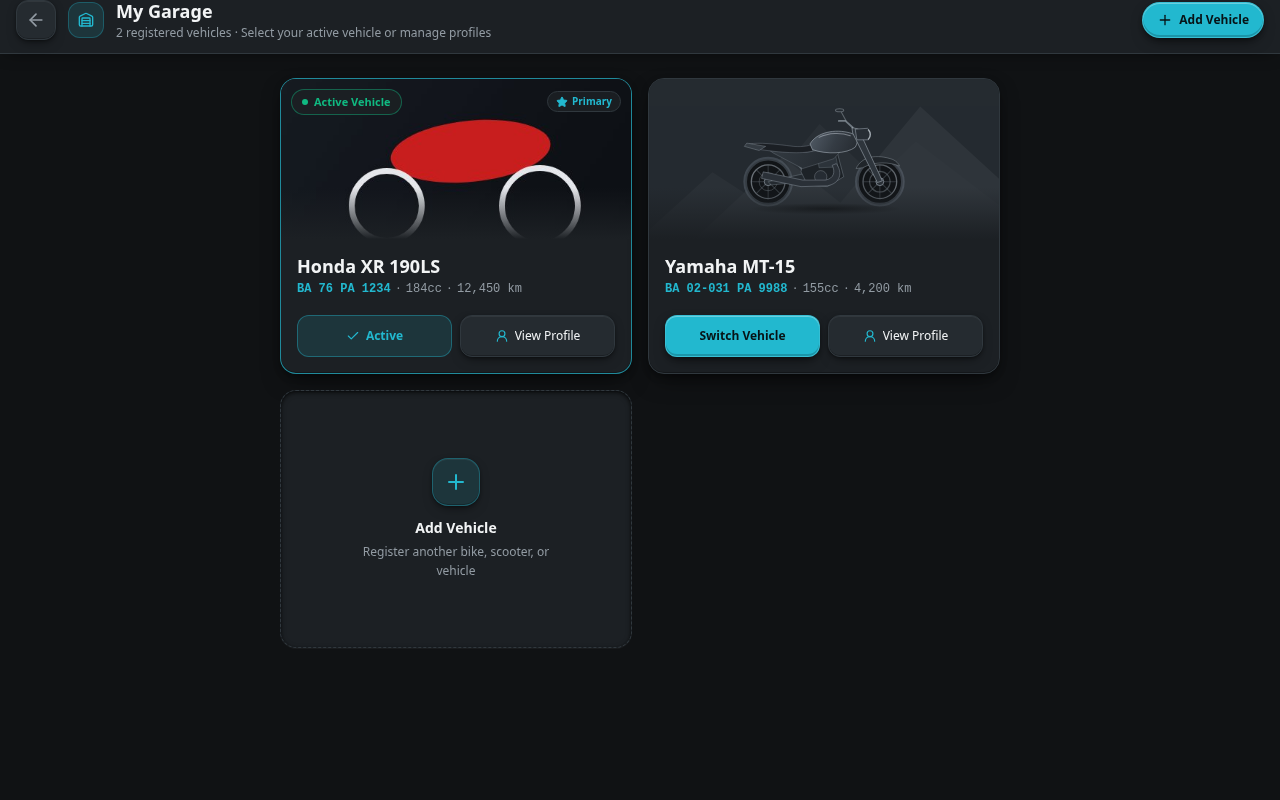 My Garage
2 registered vehicles · Select your active vehicle or manage profiles
Add Vehicle
Active Vehicle
Primary
Honda XR 190LS
BA 76 PA 1234 · 184cc · 12,450 km
Active
View Profile
Yamaha MT-15
BA 02-031 PA 9988 · 155cc · 4,200 km
Switch Vehicle
View Profile
Add Vehicle
Register another bike, scooter, or
vehicle